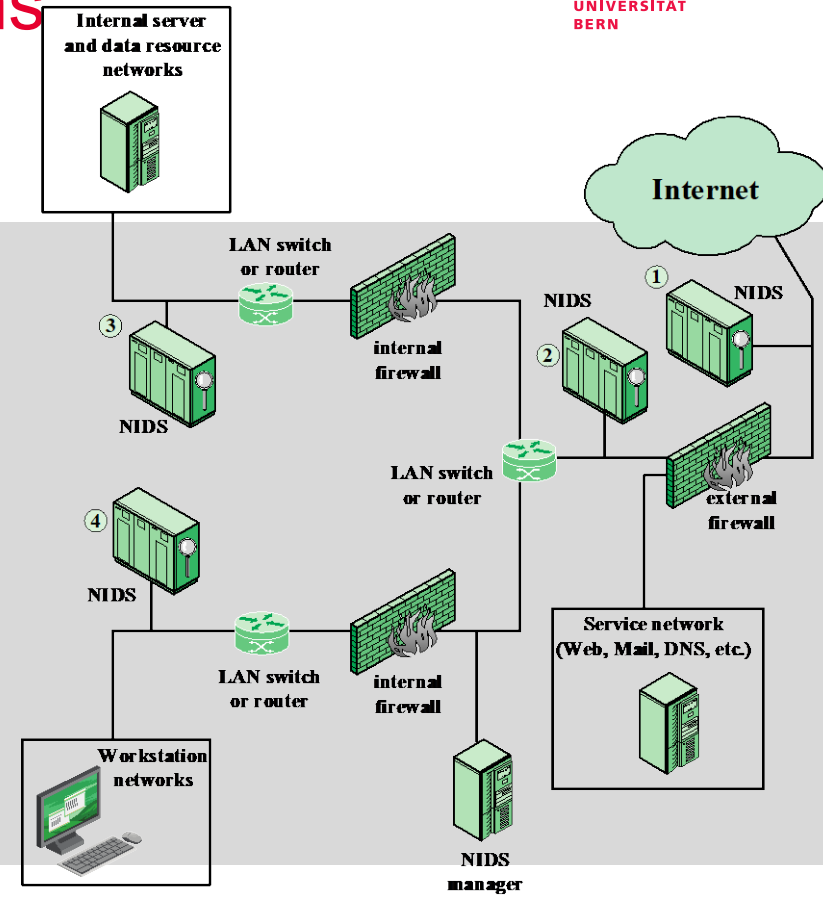 UNIVERSITÄT
BERN
Internal server
and data resource
networks
Internet
LAN switch
or router
NIDS
1
NIDS
3
internal
firewall
2
NIDS
LAN switch
or router
external
firewall
4
NIDS
Service network
(Web, Mail, DNS, etc.)
LAN switch
or router
internal
firewall
Workstation
networks
NIDS
manager